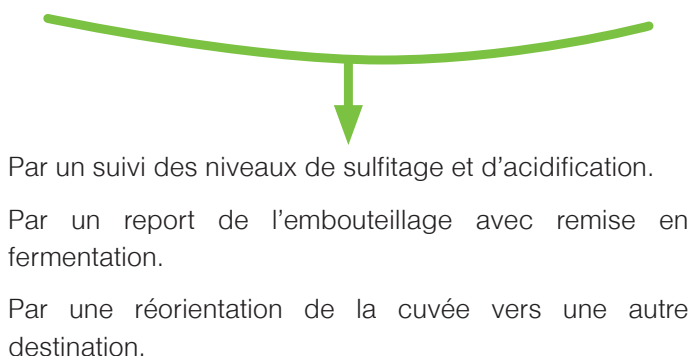 Par un suivi des niveaux de sulfitage et d'acidification.
Par un report de l'embouteillage avec remise en
fermentation.
Par une réorientation de la cuvée vers une autre
destination.